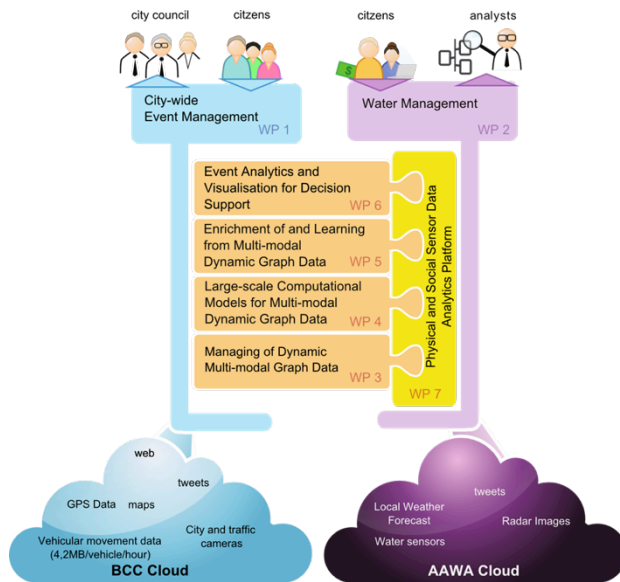 city council
citzens
citzens
analysts
$
City-wide
Event Management
WP 1
Water Management
WP 2
Event Analytics and
Visualisation for Decision
Support
WP 6
Enrichment of and Learning
from Multi-modal
Dynamic Graph Data
WP 5
Large-scale Computational
Models for Multi-modal
Dynamic Graph Data
WP 4
Managing of Dynamic
Multi-modal Graph Data
WP 3
Physical and Social Sensor Data
Analytics Platform
WP 7
web
tweets
GPS Data
maps
Vehicular movement data
(4,2MB/vehicle/hour)
City and traffic
cameras
BCC Cloud
tweets
Local Weather
Forecast
Radar Images
Water sensors
AAWA Cloud